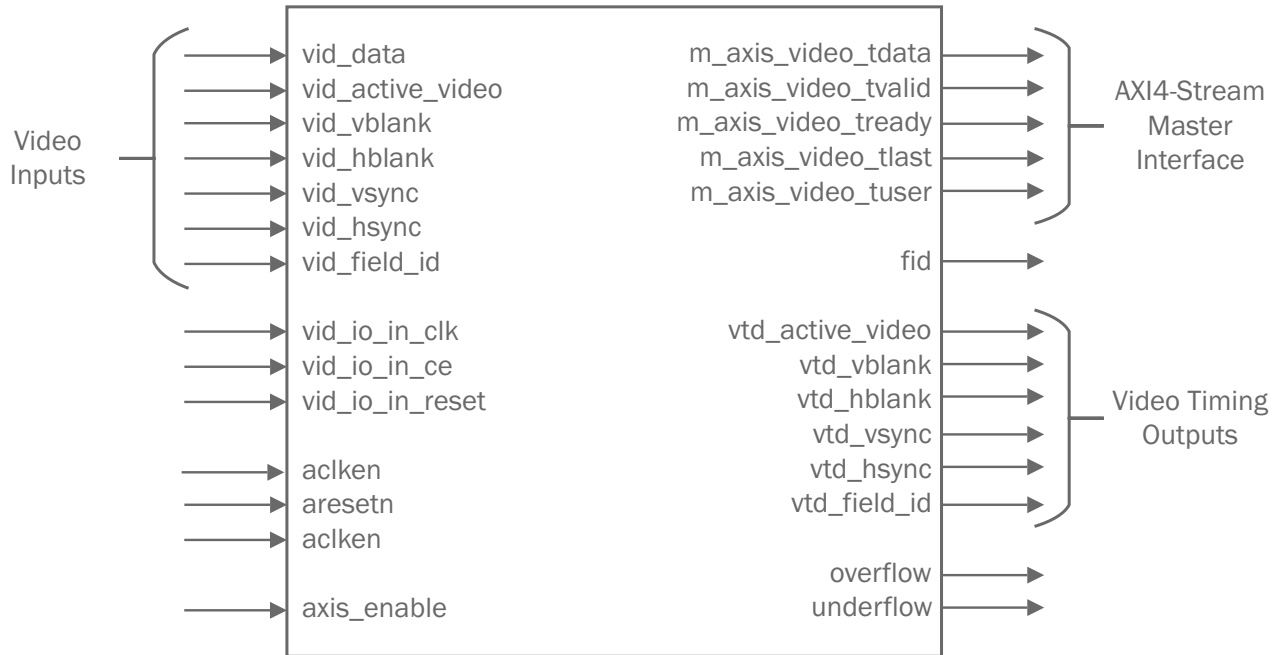 Video
Inputs
vid_data
vid_active_video
vid_vblank
vid_hblank
vid_vsync
vid_hsync
vid_field_id
vid_io_in_clk
vid_io_in_ce
vid_io_in_reset
aclken
aresetn
aclken
axis_enable
m_axis_video_tdata
m_axis_video_tvalid
m_axis_video_tready
m_axis_video_tlast
m_axis_video_tuser
fid
vtd_active_video
vtd_vblank
vtd_hblank
vtd_vsync
vtd_hsync
vtd_field_id
overflow
underflow
AXI4-Stream
Master
Interface
Video Timing
Outputs